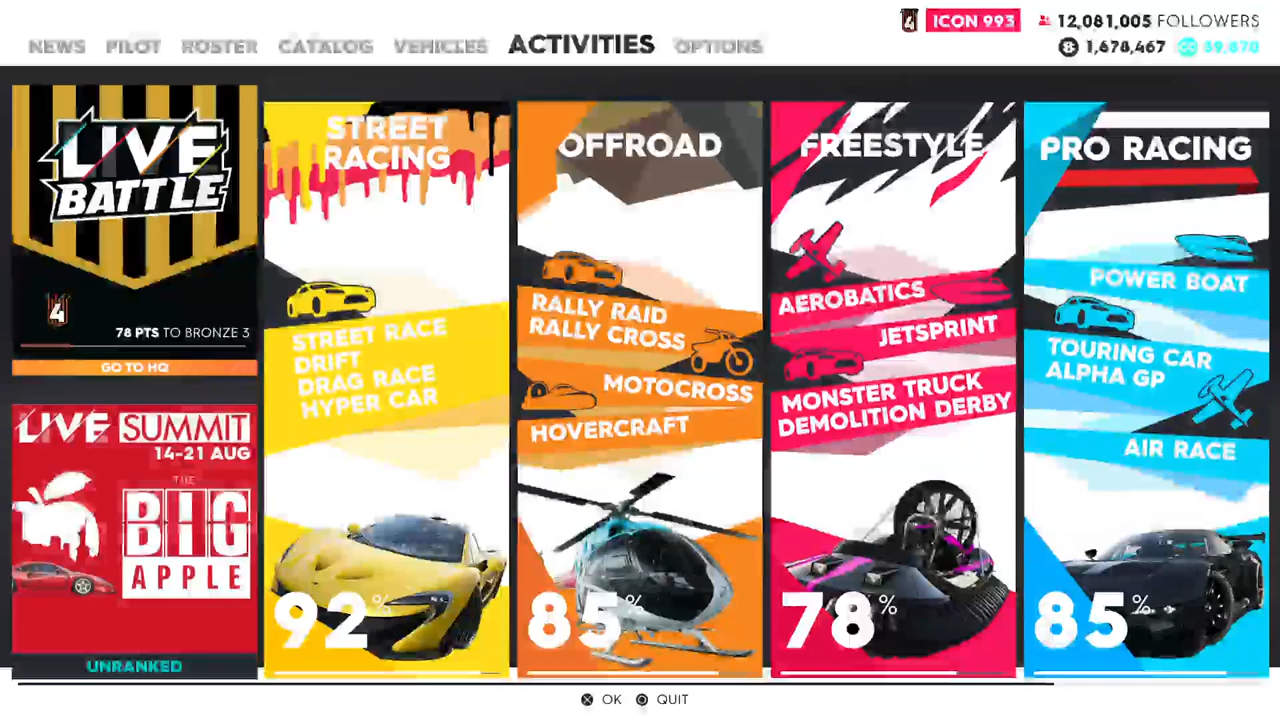 4 ICON 993 12,081,005 FOLLOWERS
NEWS PILOT ROSTER CATALOG VEHICLES ACTIVITIES OPTIONS
LIVE
BATTLE
4
78 PTS TO BRONZE 3
GO TO HQ
LIVE SUMMIT
14-21 AUG
THE
BIG
APPLE
UNRANKED
STREET
RACING
STREET RACE
DRIFT
DRAG RACE
HYPER CAR
92%
OFFROAD
RALLY RAID
RALLY CROSS
MOTOCROSS
HOVERCRAFT
85%
FREESTYLE
AEROBATICS
JETSPRINT
MONSTER TRUCK
DEMOLITION DERBY
78%
PRO RACING
POWER BOAT
TOURING CAR
ALPHA GP
AIR RACE
85%
OK QUIT